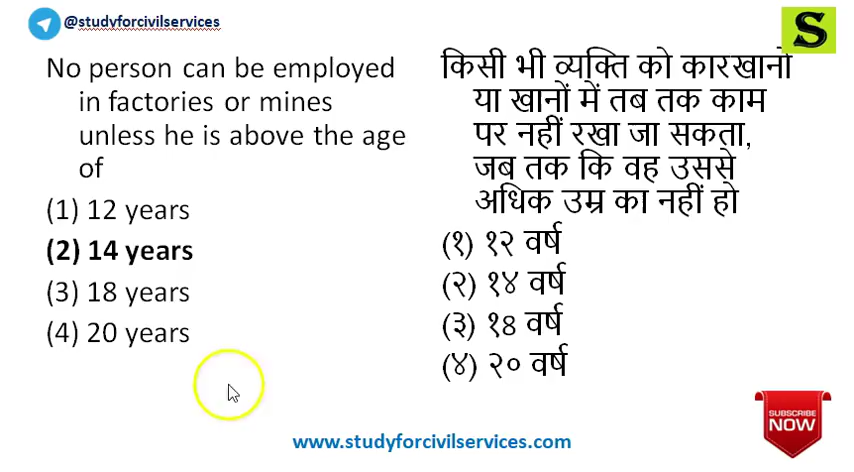 @studyforcivilservices
S
No person can be employed
in factories or mines
unless he is above the age
of
(1) 12 years
(2) 14 years
(3) 18 years
(4) 20 years
किसी भी व्यक्ति को कारखानों
या खानों में तब तक काम
पर नहीं रखा जा सकता,
जब तक कि वह उससे
अधिक उम्र का नहीं हो
(१) १२ वर्ष
(२) १४ वर्ष
(३) १8 वर्ष
(४) २० वर्ष
SUBSCRIBE
NOW
www.studyforcivilservices.com